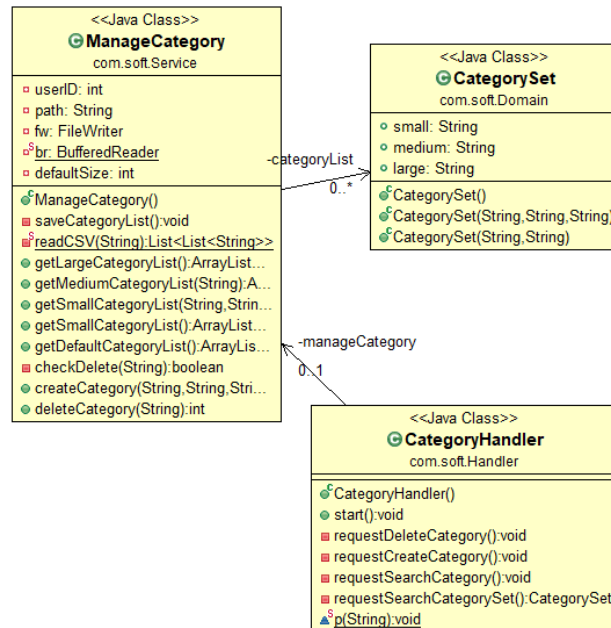 <<Java Class>>
ManageCategory
com.soft.Service
userID: int
path: String
fw: FileWriter
br: BufferedReader
defaultSize: int
ManageCategory()
saveCategoryList():void
readCSV(String):List<List<String>>
getLargeCategoryList():ArrayList...
getMediumCategoryList(String):A...
getSmallCategoryList(String,Strin...
getSmallCategoryList():ArrayList...
getDefaultCategoryList():ArrayLis...
checkDelete(String):boolean
createCategory(String,String,Stri...
deleteCategory(String):int
-categoryList
0..*
<<Java Class>>
CategorySet
com.soft.Domain
small: String
medium: String
large: String
CategorySet()
CategorySet(String,String,String)
CategorySet(String,String)
-manageCategory
0..1
<<Java Class>>
CategoryHandler
com.soft.Handler
CategoryHandler()
start():void
requestDeleteCategory():void
requestCreateCategory():void
requestSearchCategory():void
requestSearchCategorySet():CategorySet
p(String):void